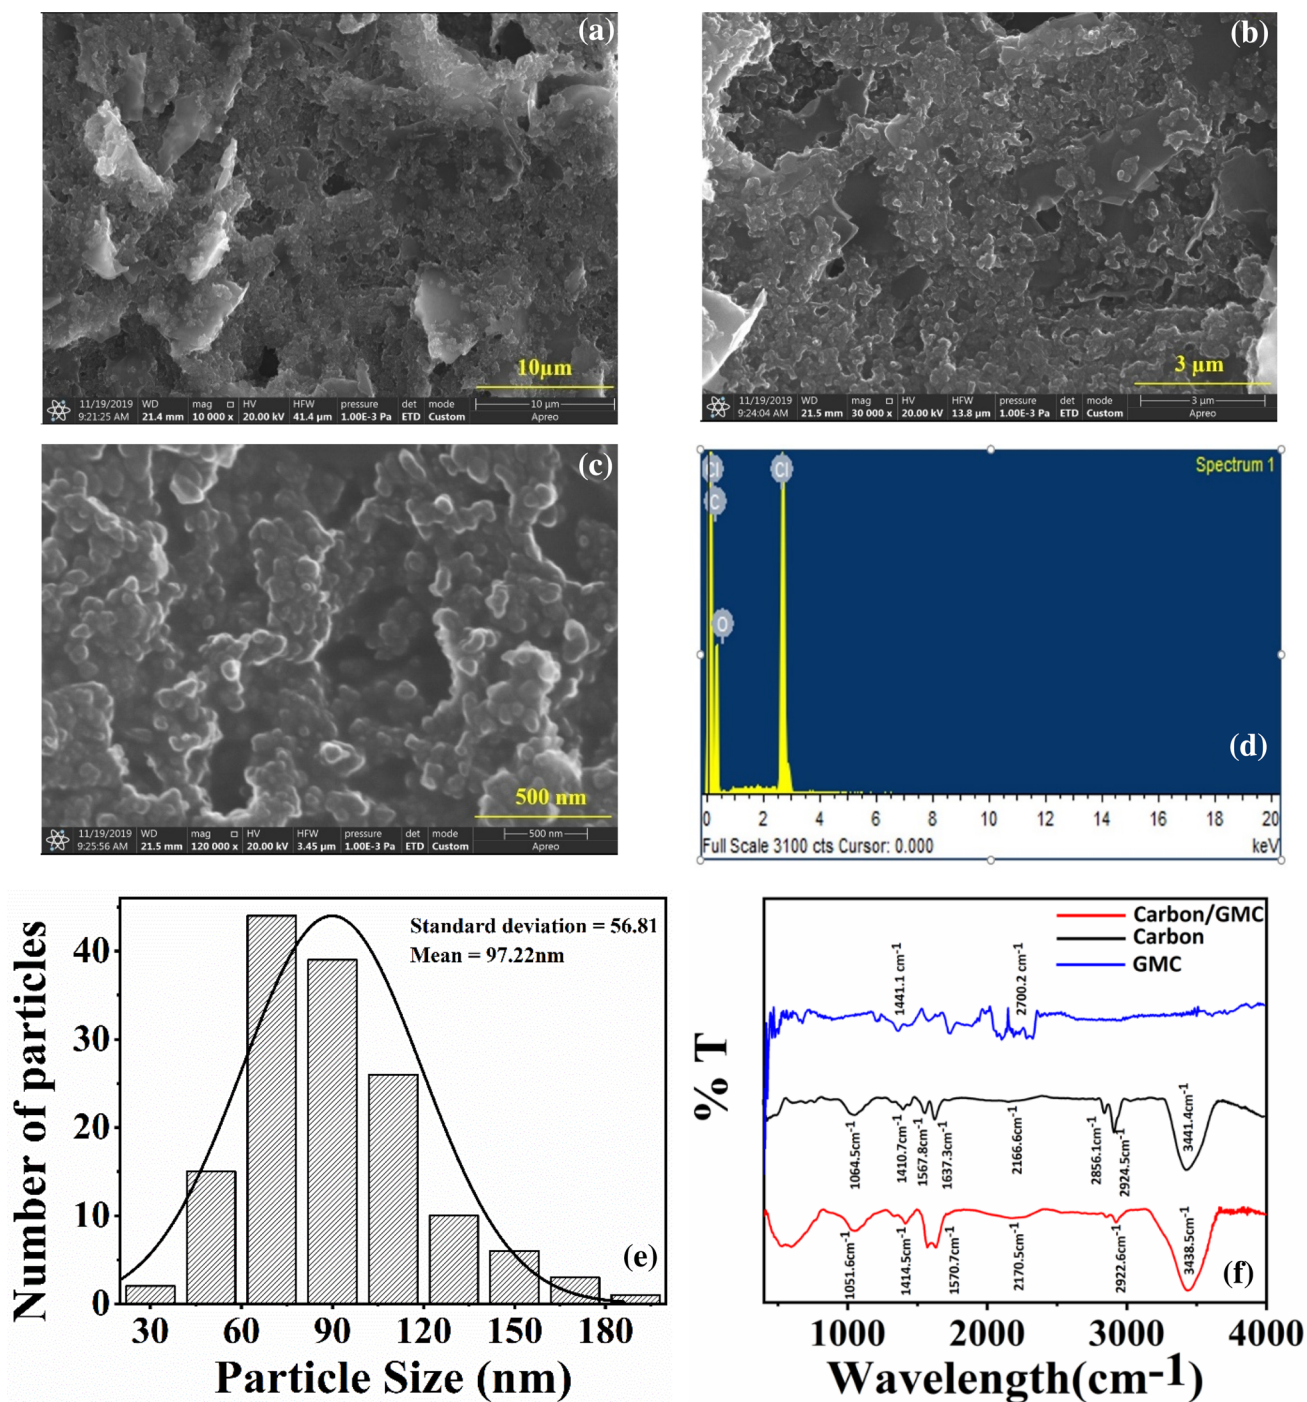 (a)
10µm
11/19/2019 WD mag HV HFW pressure det mode
9:21:25 AM 21.4 mm 10 000 x 20.00 kV 41.4 µm 1.00E-3 Pa ETD Custom
10 µm
Apreo
(b)
3 µm
11/19/2019 WD mag HV HFW pressure det mode
9:24:04 AM 21.5 mm 30 000 x 20.00 kV 13.8 µm 1.00E-3 Pa ETD Custom
3 µm
Apreo
(c)
500 nm
11/19/2019 WD mag HV HFW pressure det mode
9:25:56 AM 21.5 mm 120 000 x 20.00 kV 3.45 µm 1.00E-3 Pa ETD Custom
500 nm
Apreo
Spectrum 1
Cl
Cl
C
O
(d)
0 2 4 6 8 10 12 14 16 18 20
Full Scale 3100 cts Cursor: 0.000 keV
Number of particles
Standard deviation = 56.81
Mean = 97.22nm
40
30
20
10
0
(e)
30 60 90 120 150 180
Particle Size (nm)
% T
Carbon/GMC
Carbon
GMC
1441.1 cm-1
2700.2 cm-1
1064.5cm-1
1410.7cm-1
1567.8cm-1
1637.3cm-1
2166.6cm-1
2856.1cm-1
2924.5cm-1
3441.4cm-1
1051.6cm-1
1414.5cm-1
1570.7cm-1
2170.5cm-1
2922.6cm-1
3438.5cm-1
(f)
1000 2000 3000 4000
Wavelength(cm-1)